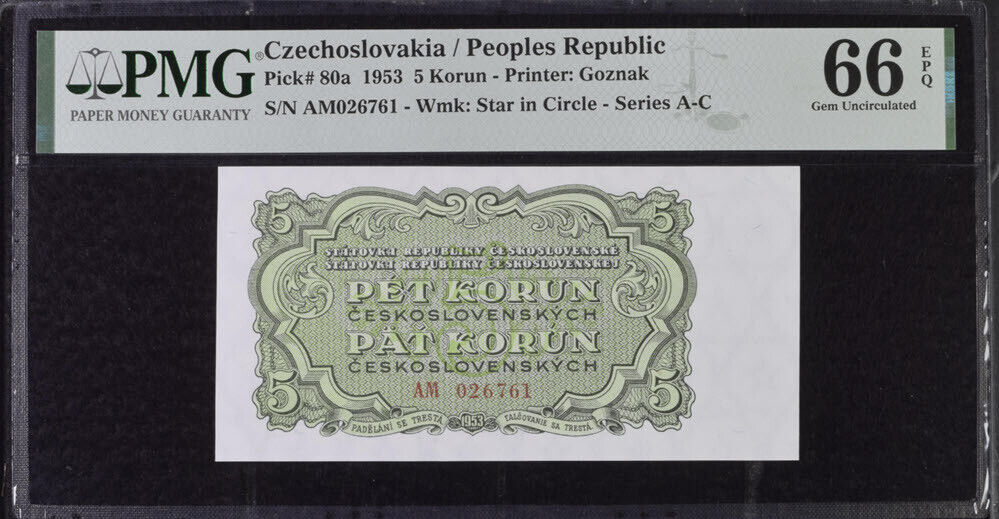 PMG®
PAPER MONEY GUARANTY
Czechoslovakia / Peoples Republic
Pick# 80a 1953 5 Korun - Printer: Goznak
S/N AM026761 - Wmk: Star in Circle - Series A-C
66 EPQ
Gem Uncirculated
5 5
STÁTOVKA REPUBLIKY ČESKOSLOVENSKÉ
ŠTÁTOVKA REPUBLIKY ČESKOSLOVENSKEJ
PĚT KORUN
ČESKOSLOVENSKÝCH
PÄŤ KORÚN
ČESKOSLOVENSKÝCH
5 AM 026761 5
PADĚLÁNÍ SE TRESTÁ 1953 FALŠOVANIE SA TRESTÁ